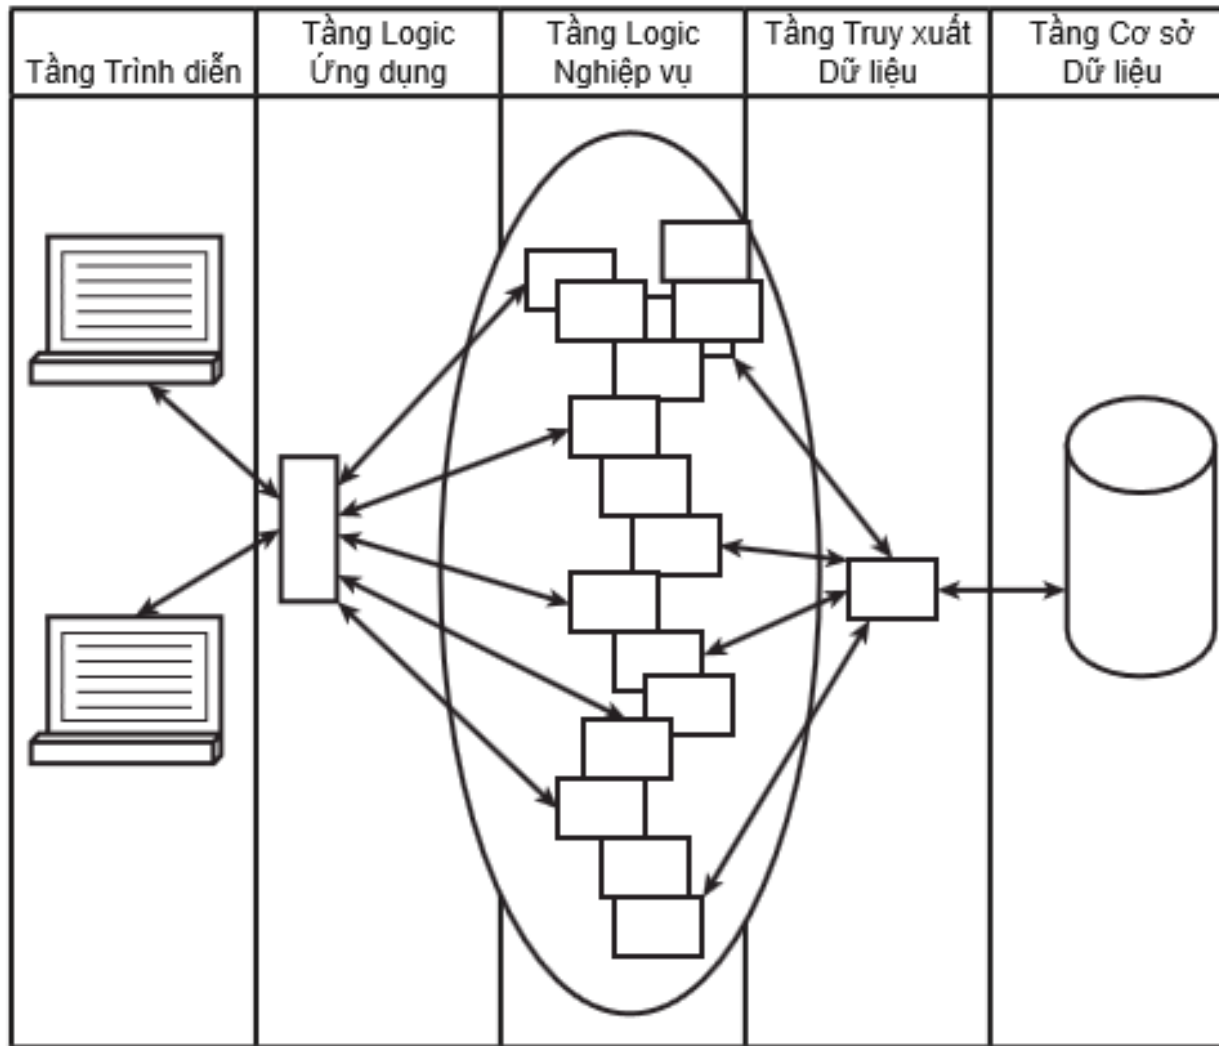 Tầng Trình diễn
Tầng Logic
Ứng dụng
Tầng Logic
Nghiệp vụ
Tầng Truy xuất
Dữ liệu
Tầng Cơ sở
Dữ liệu